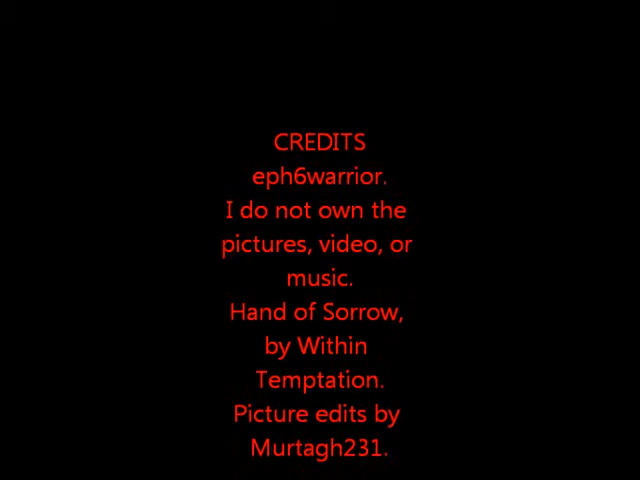 CREDITS
eph6warrior.
I do not own the
pictures, video, or
music.
Hand of Sorrow,
by Within
Temptation.
Picture edits by
Murtagh231.